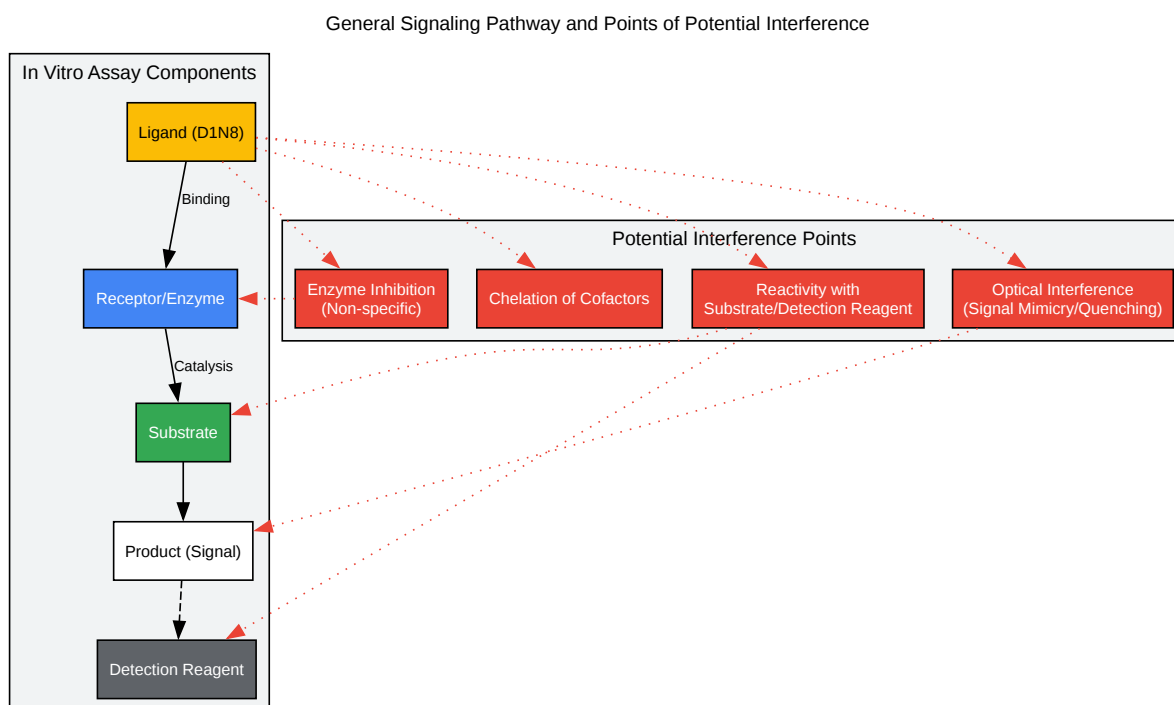 General Signaling Pathway and Points of Potential Interference
In Vitro Assay Components
Ligand (D1N8)
Binding
Potential Interference Points
Receptor/Enzyme
Enzyme Inhibition
(Non-specific)
Chelation of Cofactors
Reactivity with
Substrate/Detection Reagent
Optical Interference
(Signal Mimicry/Quenching)
Catalysis
Substrate
Product (Signal)
Detection Reagent